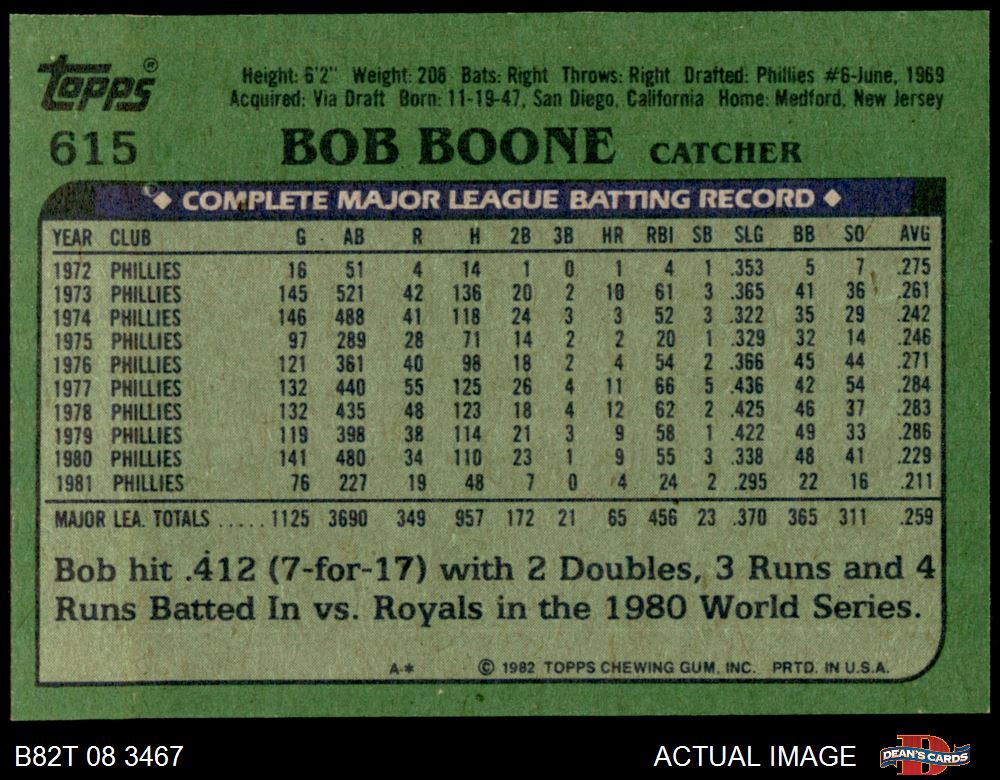 topps®
Height: 6'2" Weight: 208 Bats: Right Throws: Right Drafted: Phillies #6-June, 1969
Acquired: Via Draft Born: 11-19-47, San Diego, California Home: Medford, New Jersey
615 BOB BOONE CATCHER
◆ COMPLETE MAJOR LEAGUE BATTING RECORD ◆
YEAR CLUB G AB R H 2B 3B HR RBI SB SLG BB SO AVG
1972 PHILLIES 16 51 4 14 1 0 1 4 1 .353 5 7 .275
1973 PHILLIES 145 521 42 136 20 2 10 61 3 .365 41 36 .261
1974 PHILLIES 146 488 41 118 24 3 3 52 3 .322 35 29 .242
1975 PHILLIES 97 289 28 71 14 2 2 20 1 .329 32 14 .246
1976 PHILLIES 121 361 40 98 18 2 4 54 2 .366 45 44 .271
1977 PHILLIES 132 440 55 125 26 4 11 66 5 .436 42 54 .284
1978 PHILLIES 132 435 48 123 18 4 12 62 2 .425 46 37 .283
1979 PHILLIES 119 398 38 114 21 3 9 58 1 .422 49 33 .286
1980 PHILLIES 141 480 34 110 23 1 9 55 3 .338 48 41 .229
1981 PHILLIES 76 227 19 48 7 0 4 24 2 .295 22 16 .211
MAJOR LEA. TOTALS ..... 1125 3690 349 957 172 21 65 456 23 .370 365 311 .259
Bob hit .412 (7-for-17) with 2 Doubles, 3 Runs and 4
Runs Batted In vs. Royals in the 1980 World Series.
A-* © 1982 TOPPS CHEWING GUM, INC. PRTD. IN U.S.A.
B82T 08 3467 ACTUAL IMAGE DEAN'S CARDS